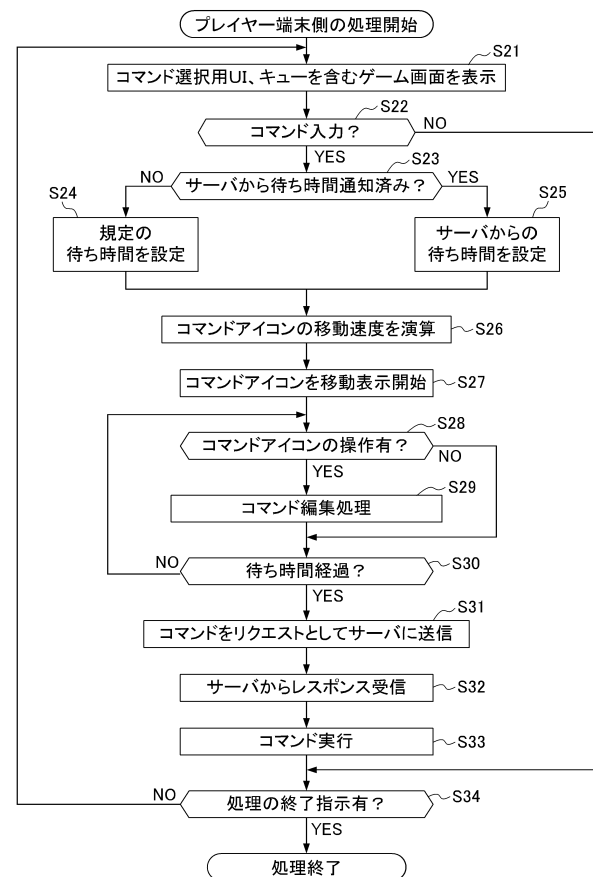 プレイヤー端末側の処理開始
S21
コマンド選択用UI、キューを含むゲーム画面を表示
S22
コマンド入力？
NO
YES
S23
サーバから待ち時間通知済み？
NO
YES
S24
規定の
待ち時間を設定
S25
サーバからの
待ち時間を設定
コマンドアイコンの移動速度を演算
S26
コマンドアイコンを移動表示開始
S27
S28
コマンドアイコンの操作有？
NO
YES
S29
コマンド編集処理
NO
待ち時間経過？
S30
YES
S31
コマンドをリクエストとしてサーバに送信
サーバからレスポンス受信
S32
コマンド実行
S33
NO
処理の終了指示有？
S34
YES
処理終了